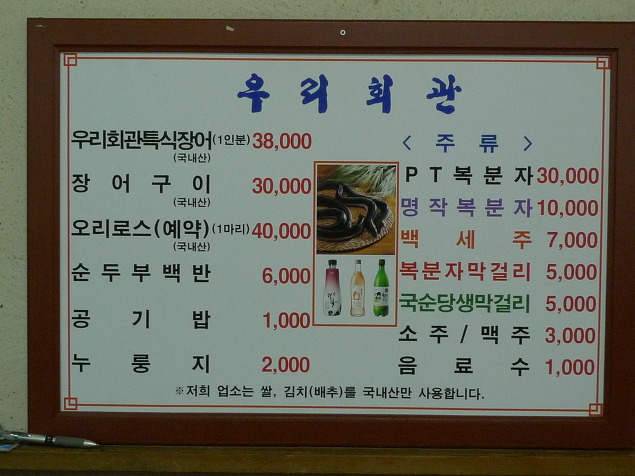 우리회관
우리회관특식장어(1인분) 38,000
(국내산)
장어구이 30,000
(국내산)
오리로스(예약)(1마리) 40,000
(국내산)
순두부백반 6,000
공기밥 1,000
누룽지 2,000
< 주류 >
PT복분자 30,000
명작복분자 10,000
백세주 7,000
복분자막걸리 5,000
국순당생막걸리 5,000
소주/맥주 3,000
음료수 1,000
※저희 업소는 쌀, 김치(배추)를 국내산만 사용합니다.